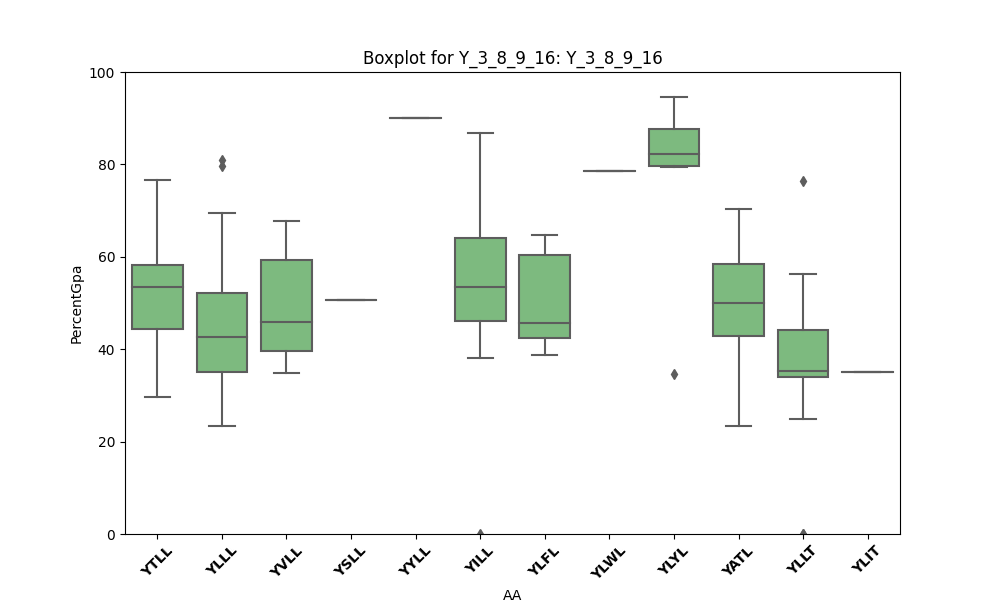 Boxplot for Y_3_8_9_16: Y_3_8_9_16
100
80
60
40
20
0
PercentGpa
YTLL YLLL YVLL YSLL YYLL YILL YLFL YLWL YLYL YATL YLLT YLIT
AA